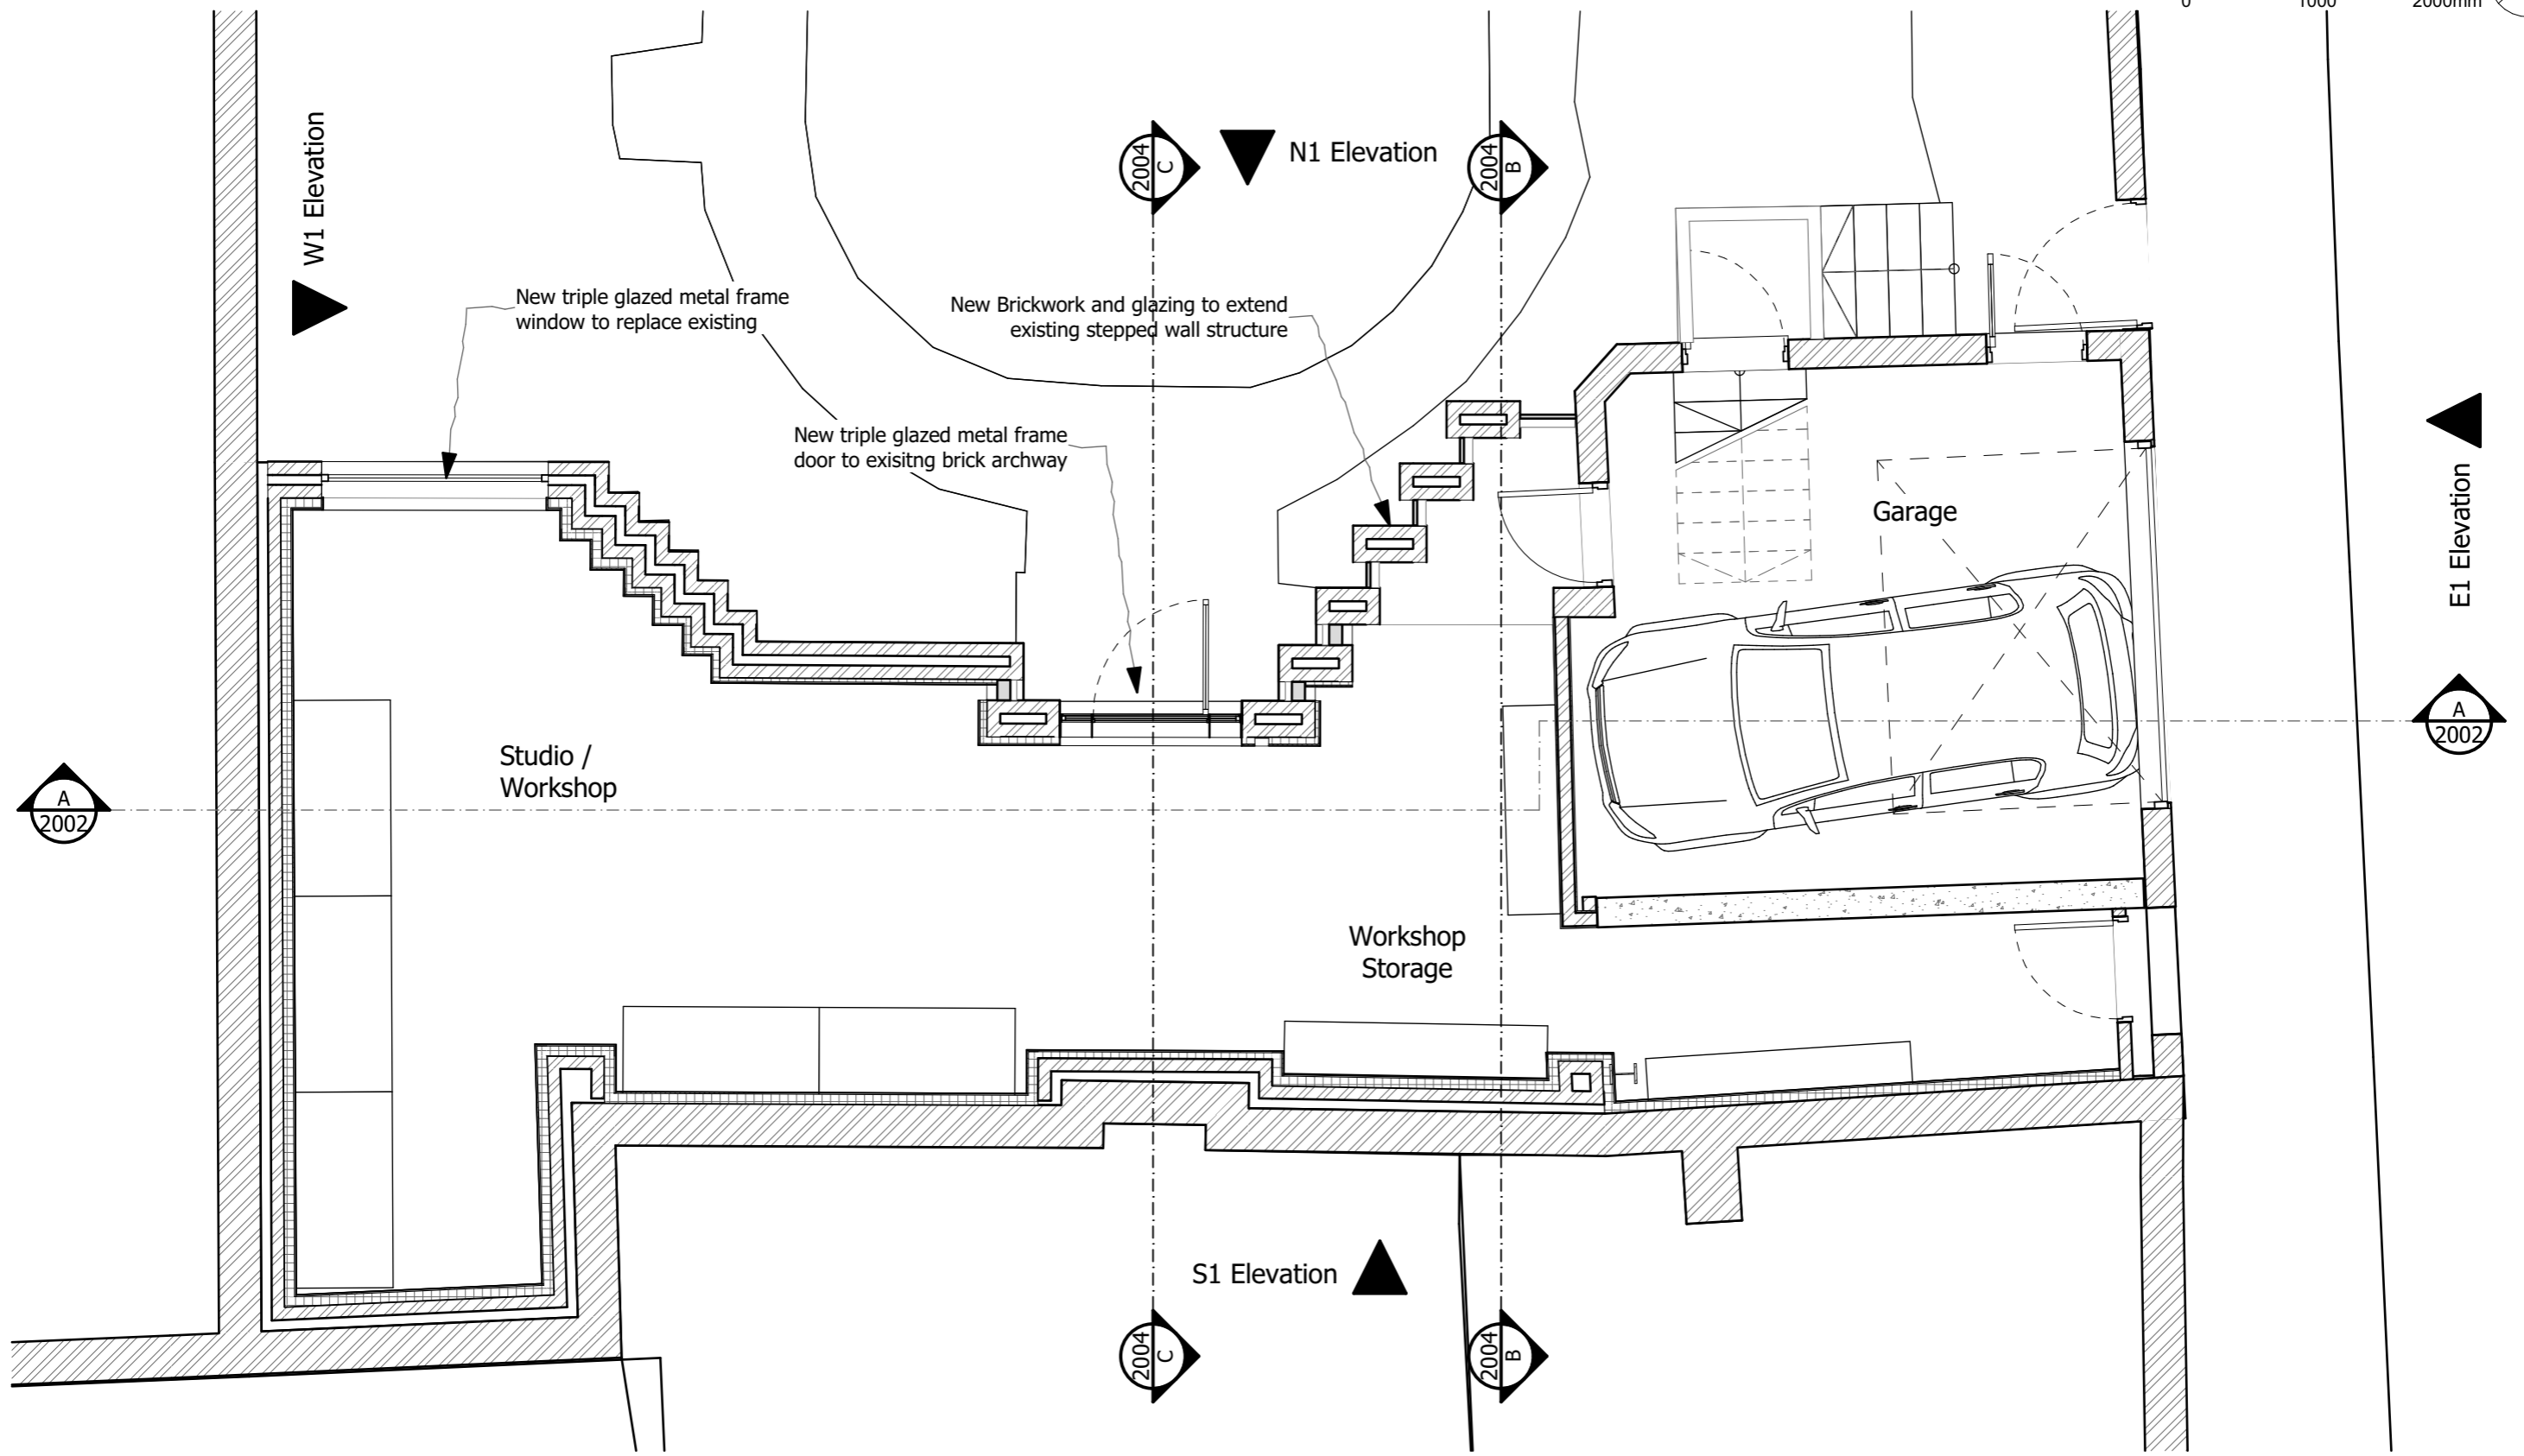 0 1000 2000mm
W1 Elevation
2004
C
N1 Elevation
2004
B
New triple glazed metal frame
window to replace existing
New Brickwork and glazing to extend
existing stepped wall structure
New triple glazed metal frame
door to exisitng brick archway
Garage
E1 Elevation
Studio /
Workshop
A
2002
A
2002
Workshop
Storage
S1 Elevation
2004
C
2004
B